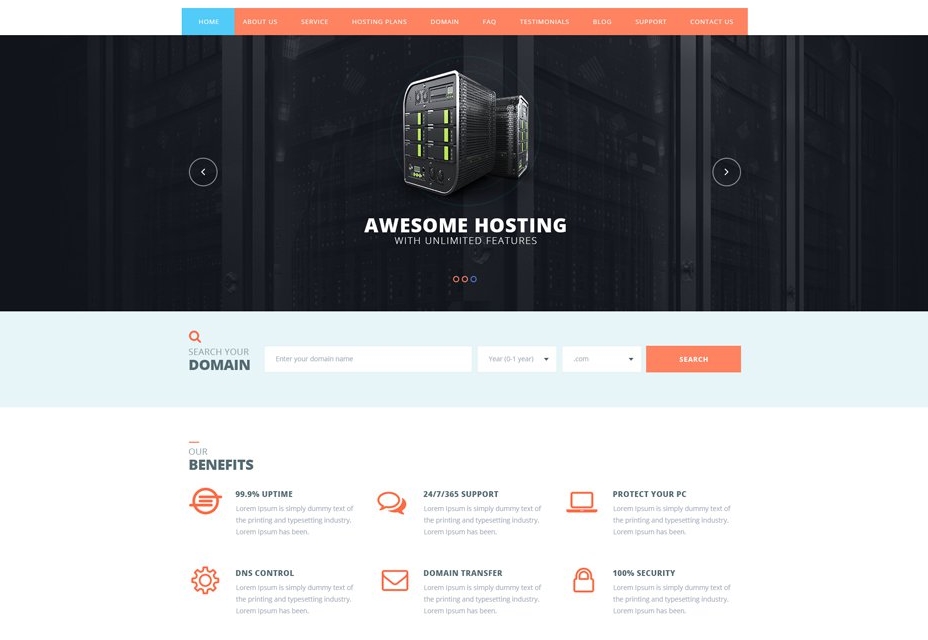 HOME ABOUT US SERVICE HOSTING PLANS DOMAIN FAQ TESTIMONIALS BLOG SUPPORT CONTACT US
AWESOME HOSTING
WITH UNLIMITED FEATURES
SEARCH YOUR
DOMAIN
Enter your domain name
Year (0-1 year)
.com
SEARCH
OUR
BENEFITS
99.9% UPTIME
Lorem Ipsum is simply dummy text of
the printing and typesetting industry.
Lorem Ipsum has been.
24/7/365 SUPPORT
Lorem Ipsum is simply dummy text of
the printing and typesetting industry.
Lorem Ipsum has been.
PROTECT YOUR PC
Lorem Ipsum is simply dummy text of
the printing and typesetting industry.
Lorem Ipsum has been.
DNS CONTROL
Lorem Ipsum is simply dummy text of
the printing and typesetting industry.
Lorem Ipsum has been.
DOMAIN TRANSFER
Lorem Ipsum is simply dummy text of
the printing and typesetting industry.
Lorem Ipsum has been.
100% SECURITY
Lorem Ipsum is simply dummy text of
the printing and typesetting industry.
Lorem Ipsum has been.